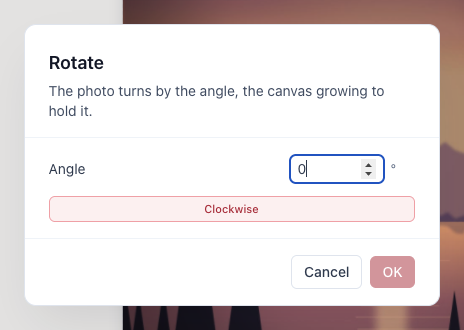 Rotate
The photo turns by the angle, the canvas growing to
hold it.
Angle
0
°
Clockwise
Cancel
OK